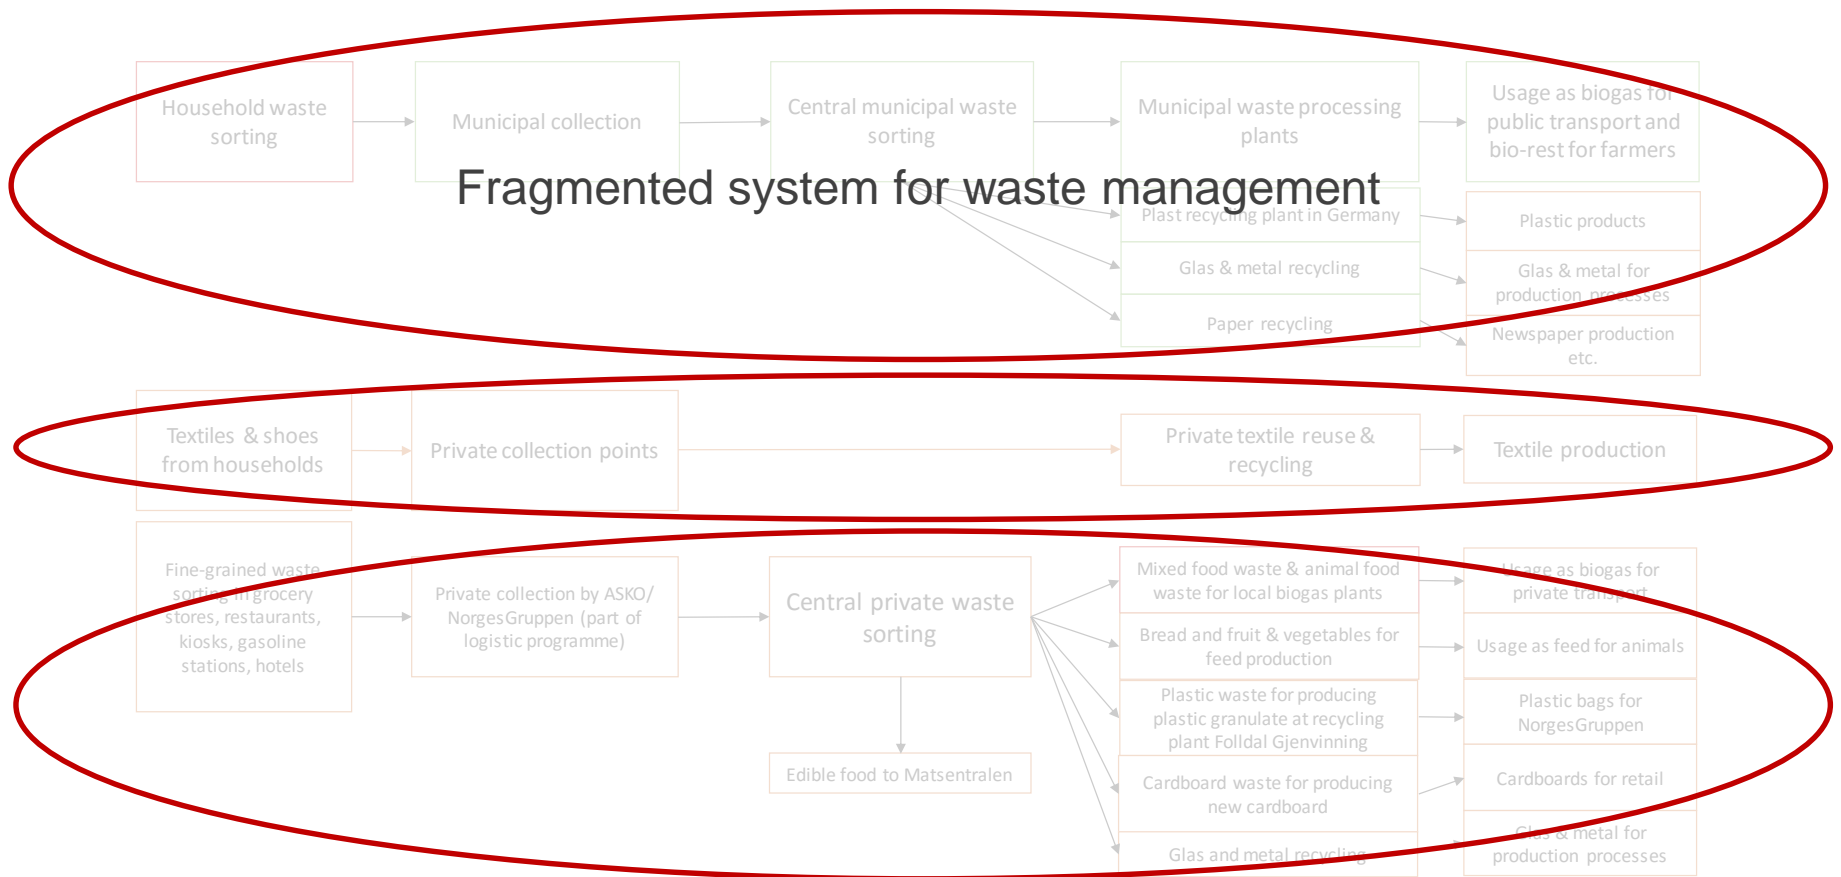 Household waste
sorting
Municipal collection
Central municipal waste
sorting
Municipal waste processing
plants
Usage as biogas for
public transport and
bio-rest for farmers
Fragmented system for waste management
Plast recycling plant in Germany
Plastic products
Glas & metal recycling
Glas & metal for
production processes
Paper recycling
Newspaper production
etc.
Textiles & shoes
from households
Private collection points
Private textile reuse &
recycling
Textile production
Fine-grained waste
sorting in grocery
stores, restaurants,
kiosks, gasoline
stations, hotels
Private collection by ASKO/
NorgesGruppen (part of
logistic programme)
Central private waste
sorting
Edible food to Matsentralen
Mixed food waste & animal food
waste for local biogas plants
Usage as biogas for
private transport
Bread and fruit & vegetables for
feed production
Usage as feed for animals
Plastic waste for producing
plastic granulate at recycling
plant Folldal Gjenvinning
Plastic bags for
NorgesGruppen
Cardboard waste for producing
new cardboard
Cardboards for retail
Glas and metal recycling
Glas & metal for
production processes